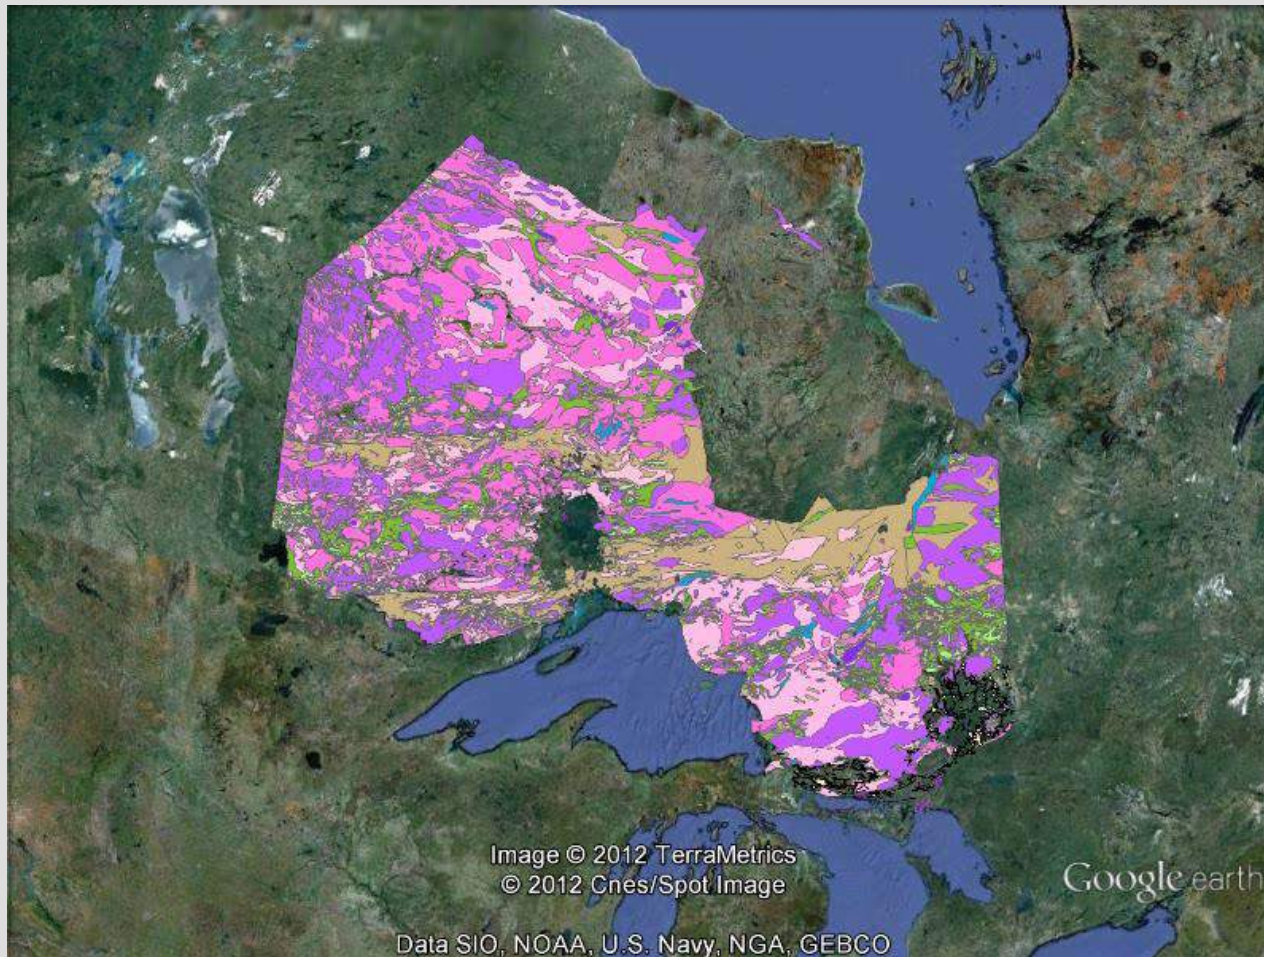 Image © 2012 TerraMetrics
© 2012 Cnes/Spot Image
Google earth
Data SIO, NOAA, U.S. Navy, NGA, GEBCO